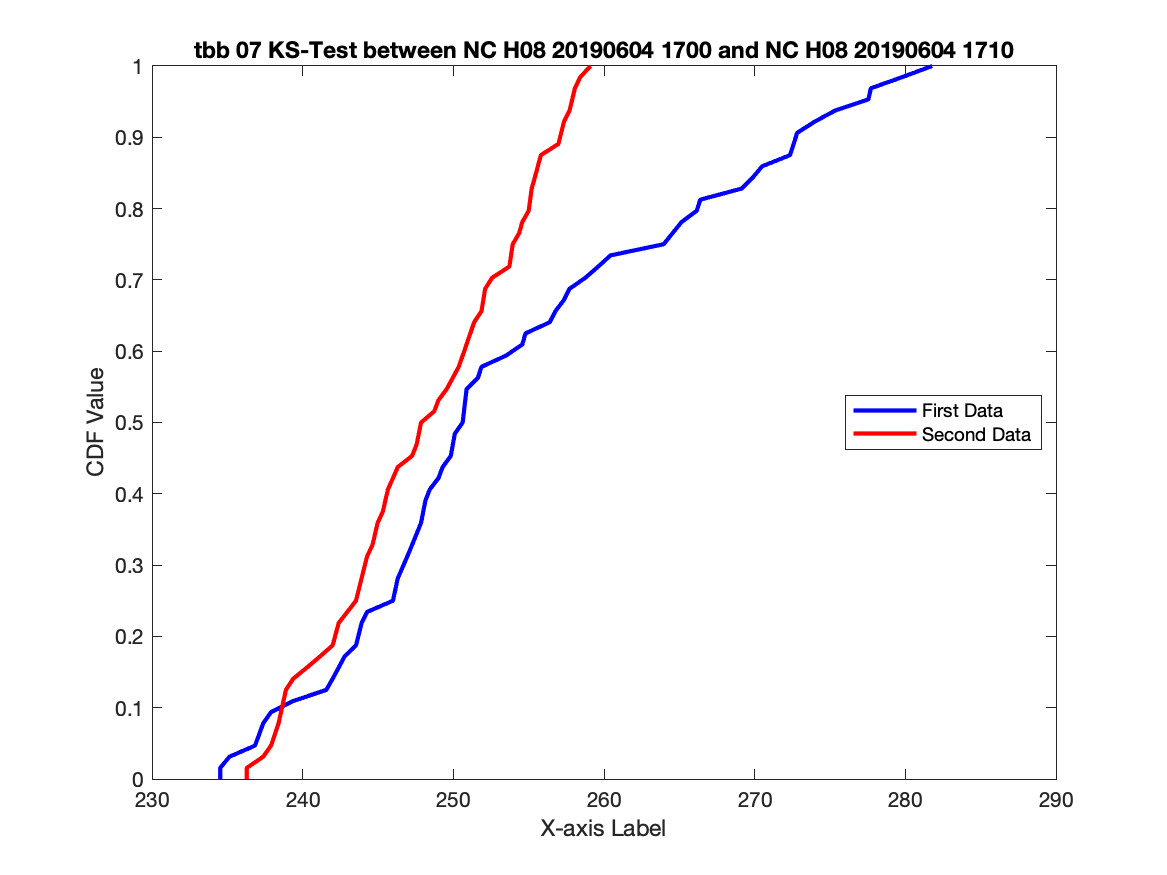 tbb 07 KS-Test between NC H08 20190604 1700 and NC H08 20190604 1710
1
0.9
0.8
0.7
0.6
0.5
0.4
0.3
0.2
0.1
0
CDF Value
First Data
Second Data
230 240 250 260 270 280 290
X-axis Label